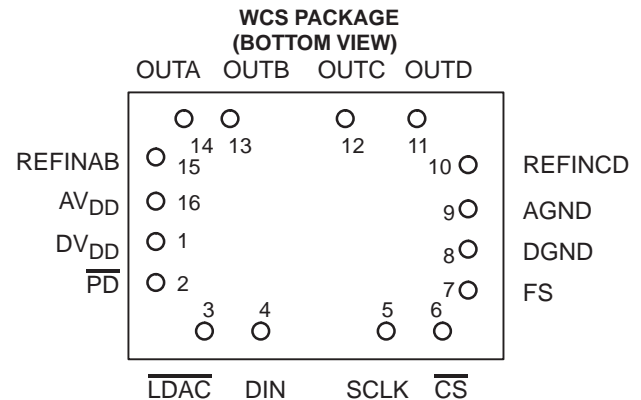 WCS PACKAGE
(BOTTOM VIEW)
OUTA OUTB OUTC OUTD
14 13 12 11
REFINAB 15 10 REFINCD
AVDD 16 9 AGND
DVDD 1 8 DGND
PD 2 7 FS
3 4 5 6
LDAC DIN SCLK CS